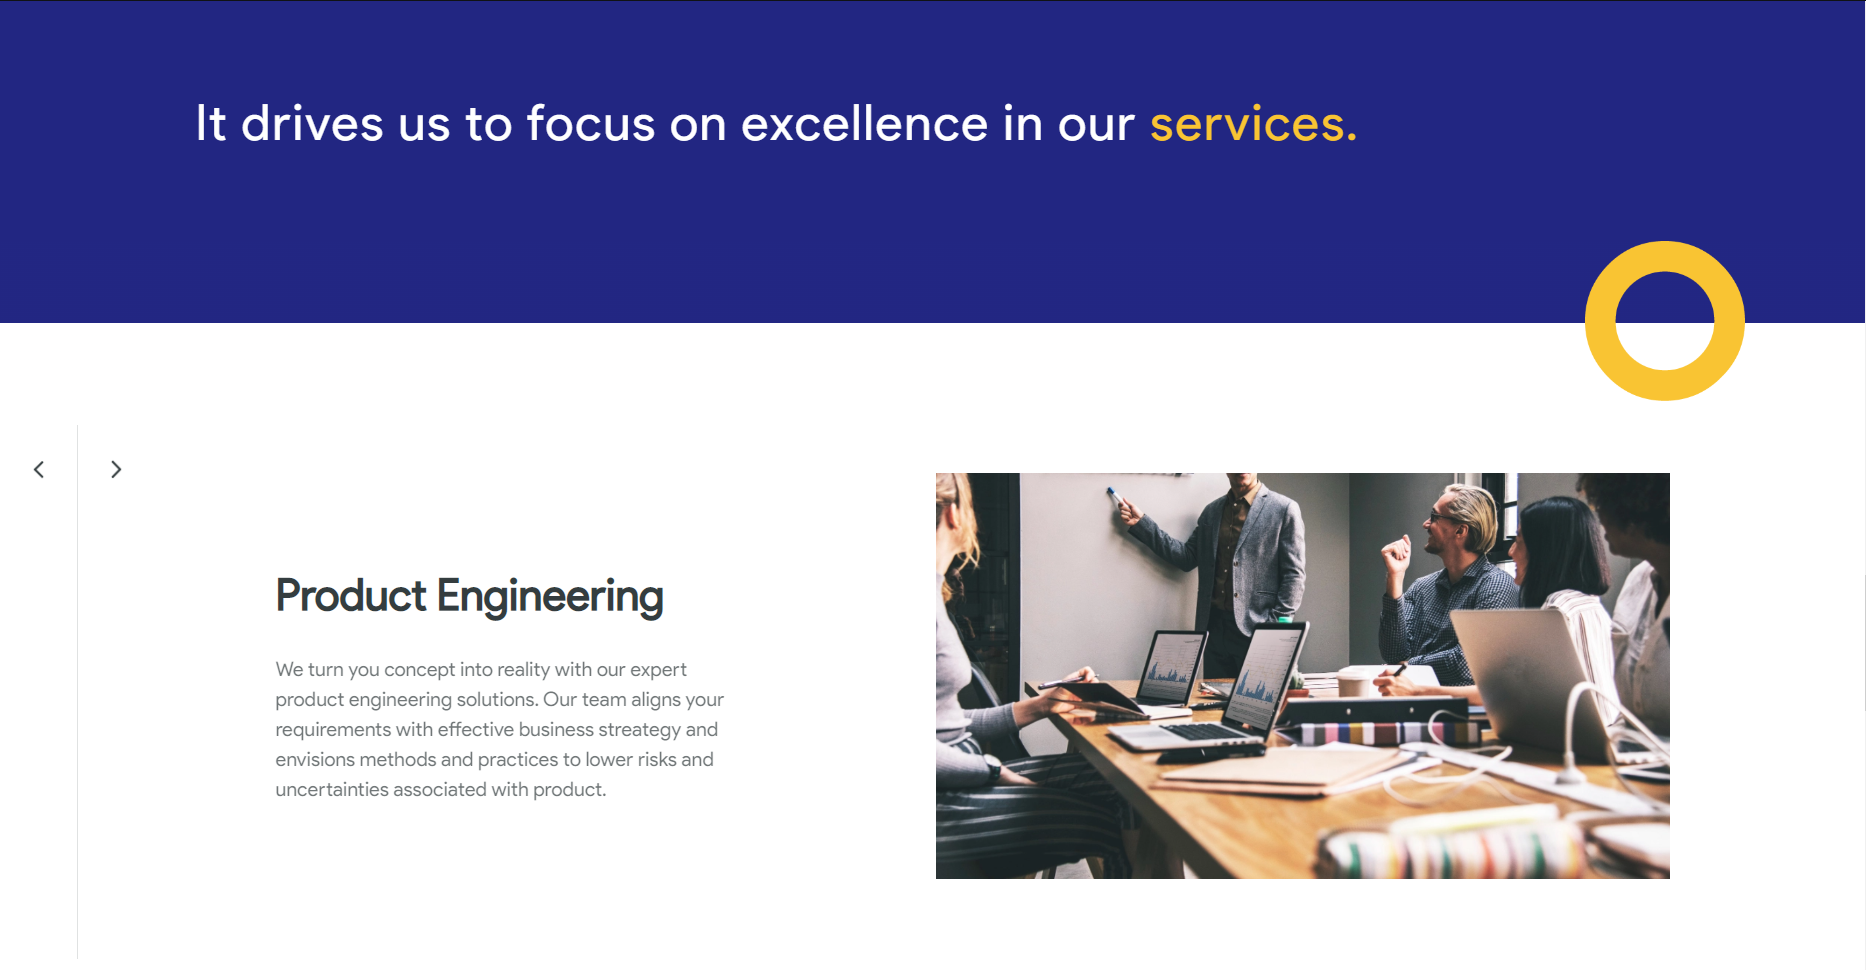 It drives us to focus on excellence in our services.
Product Engineering
We turn you concept into reality with our expert
product engineering solutions. Our team aligns your
requirements with effective business streategy and
envisions methods and practices to lower risks and
uncertainties associated with product.